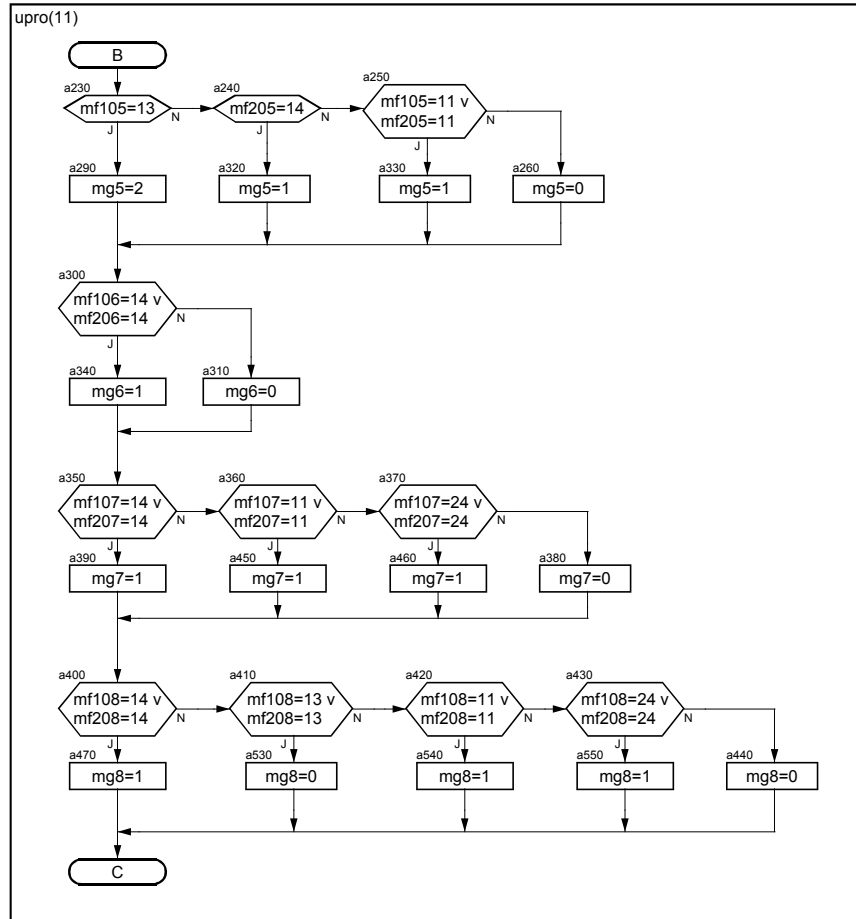 upro(11)
B
a230
mf105=13
J
N
a240
mf205=14
J
N
a250
mf105=11 v
mf205=11
J
N
a290
mg5=2
a320
mg5=1
a330
mg5=1
a260
mg5=0
a300
mf106=14 v
mf206=14
J
N
a340
mg6=1
a310
mg6=0
a350
mf107=14 v
mf207=14
J
N
a360
mf107=11 v
mf207=11
J
N
a370
mf107=24 v
mf207=24
J
N
a390
mg7=1
a450
mg7=1
a460
mg7=1
a380
mg7=0
a400
mf108=14 v
mf208=14
J
N
a410
mf108=13 v
mf208=13
J
N
a420
mf108=11 v
mf208=11
J
N
a430
mf108=24 v
mf208=24
J
N
a470
mg8=1
a530
mg8=0
a540
mg8=1
a550
mg8=1
a440
mg8=0
C